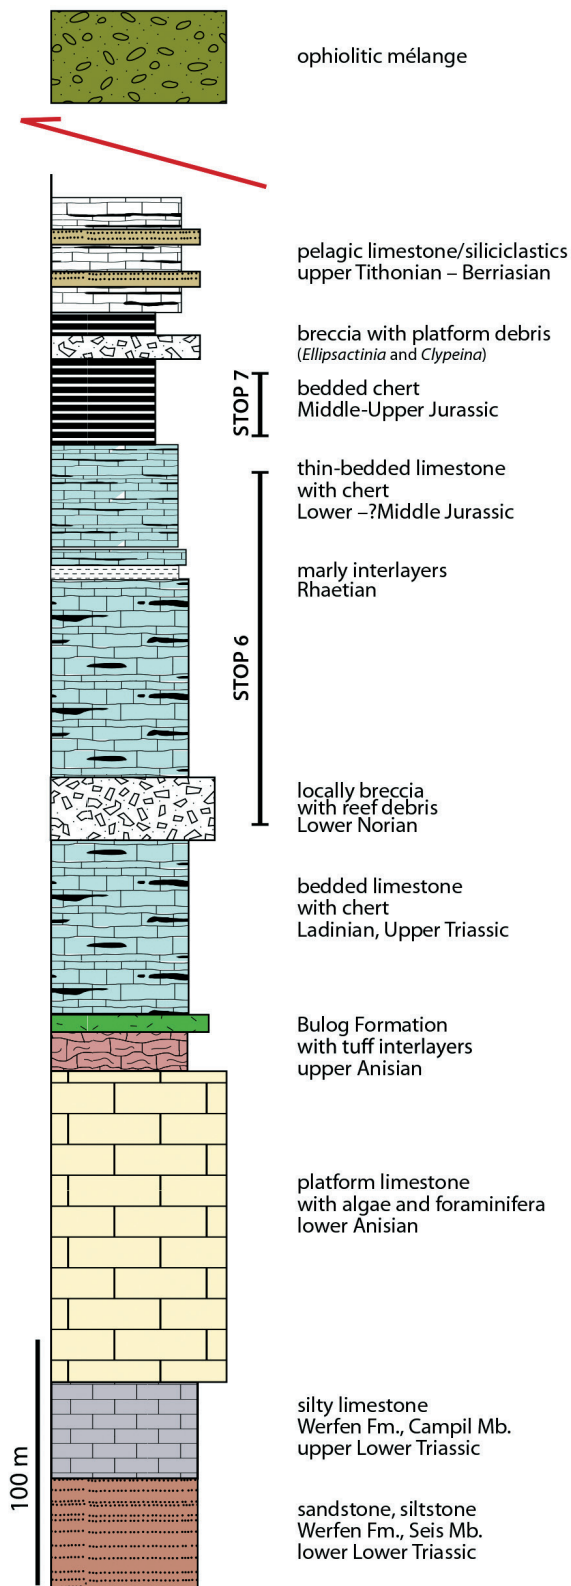 ophiolitic mélange
pelagic limestone/siliciclastics
upper Tithonian – Berriasian
breccia with platform debris
(Ellipsactinia and Clypeina)
STOP 7
bedded chert
Middle-Upper Jurassic
thin-bedded limestone
with chert
Lower –?Middle Jurassic
marly interlayers
Rhaetian
STOP 6
locally breccia
with reef debris
Lower Norian
bedded limestone
with chert
Ladinian, Upper Triassic
Bulog Formation
with tuff interlayers
upper Anisian
platform limestone
with algae and foraminifera
lower Anisian
silty limestone
Werfen Fm., Campil Mb.
upper Lower Triassic
100 m
sandstone, siltstone
Werfen Fm., Seis Mb.
lower Lower Triassic